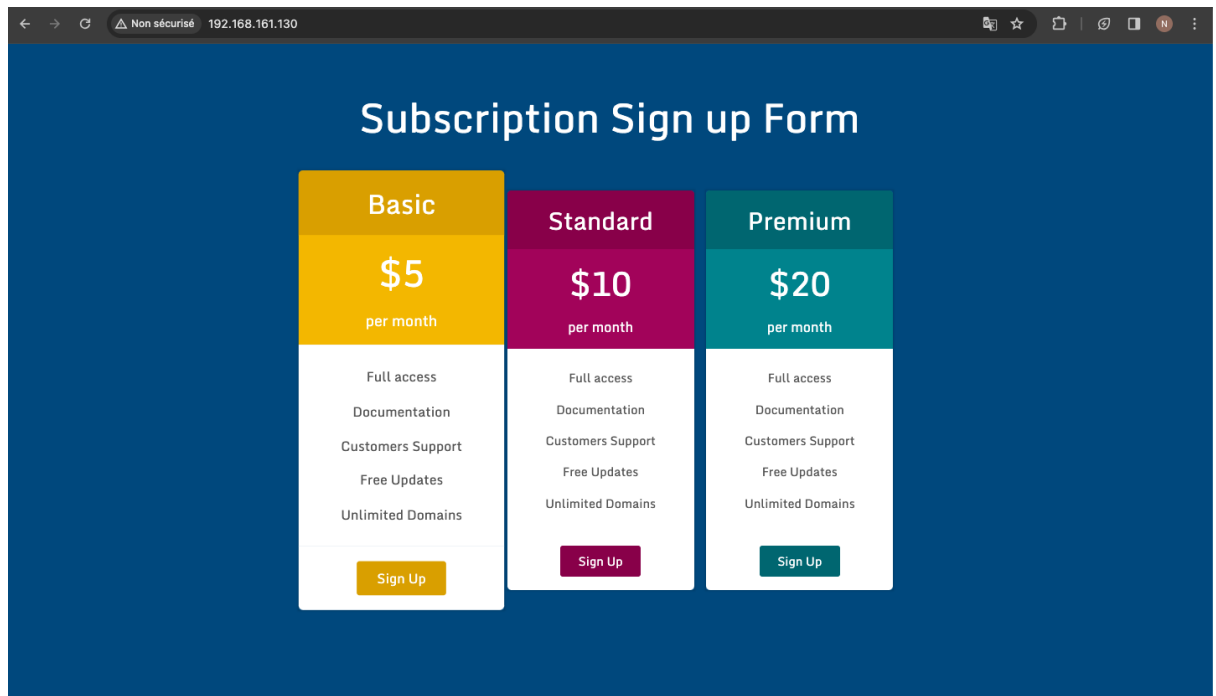 Non sécurisé 192.168.161.130
N
Subscription Sign up Form
Basic
$5
per month
Full access
Documentation
Customers Support
Free Updates
Unlimited Domains
Sign Up
Standard
$10
per month
Full access
Documentation
Customers Support
Free Updates
Unlimited Domains
Sign Up
Premium
$20
per month
Full access
Documentation
Customers Support
Free Updates
Unlimited Domains
Sign Up